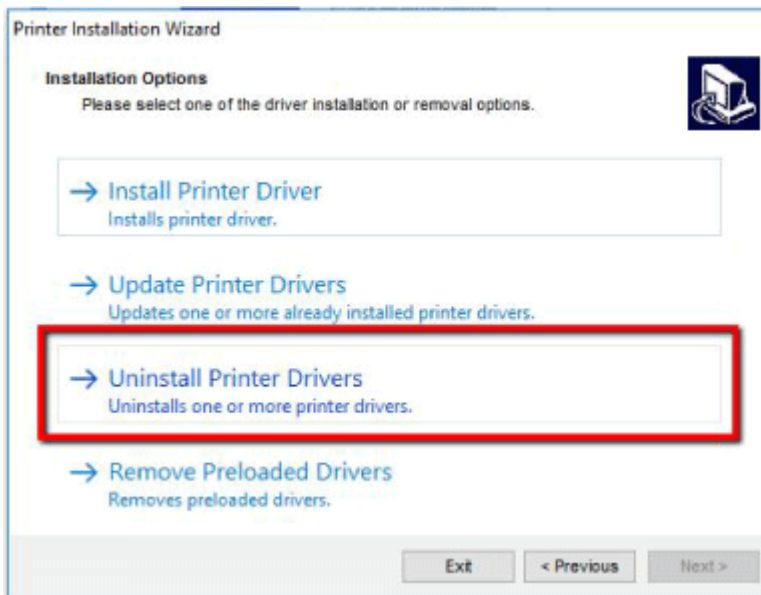 Printer Installation Wizard
Installation Options
Please select one of the driver installation or removal options.
→ Install Printer Driver
Installs printer driver.
→ Update Printer Drivers
Updates one or more already installed printer drivers.
→ Uninstall Printer Drivers
Uninstalls one or more printer drivers.
→ Remove Preloaded Drivers
Removes preloaded drivers.
Exit < Previous Next >